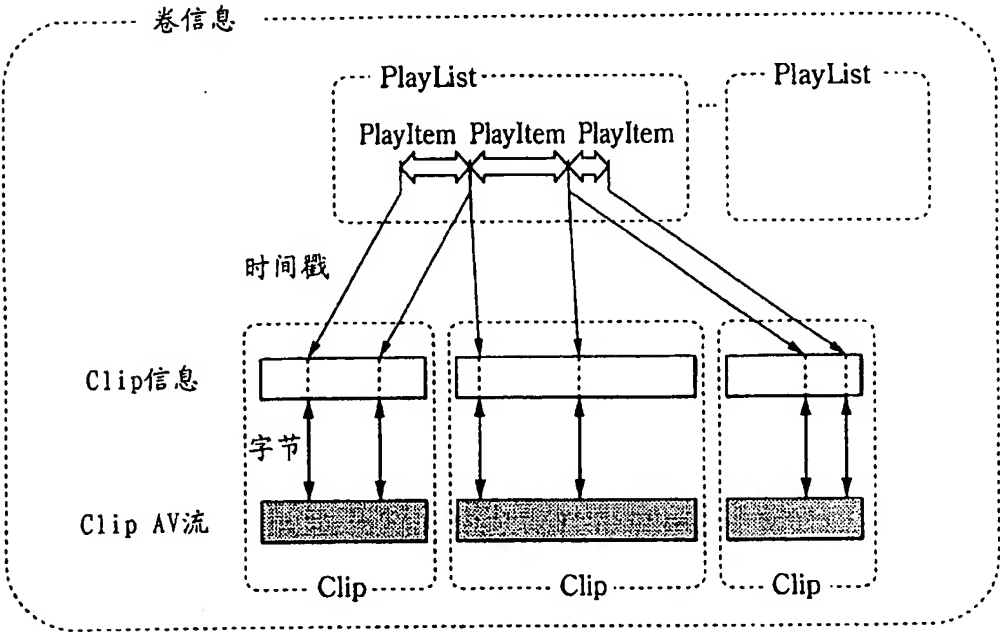 卷信息
PlayList
PlayList
...
PlayItem PlayItem PlayItem
时间戳
Clip信息
字节
Clip AV流
Clip
Clip
Clip